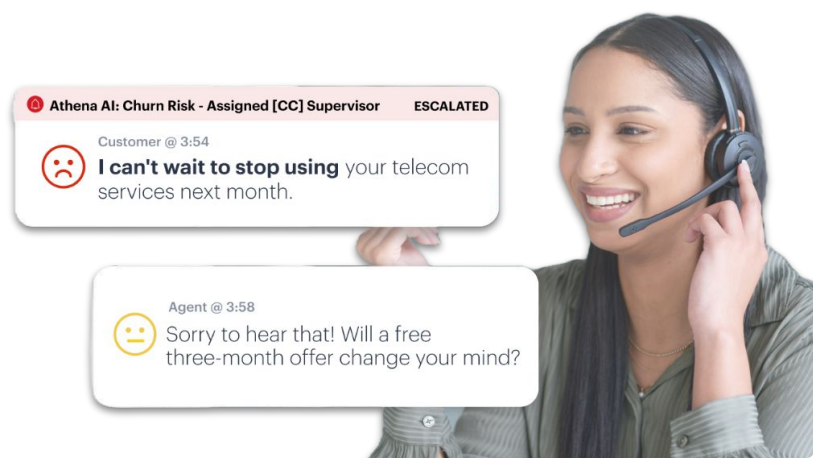 Athena AI: Churn Risk - Assigned [CC] Supervisor ESCALATED
Customer @ 3:54
I can't wait to stop using your telecom
services next month.
Agent @ 3:58
Sorry to hear that! Will a free
three-month offer change your mind?